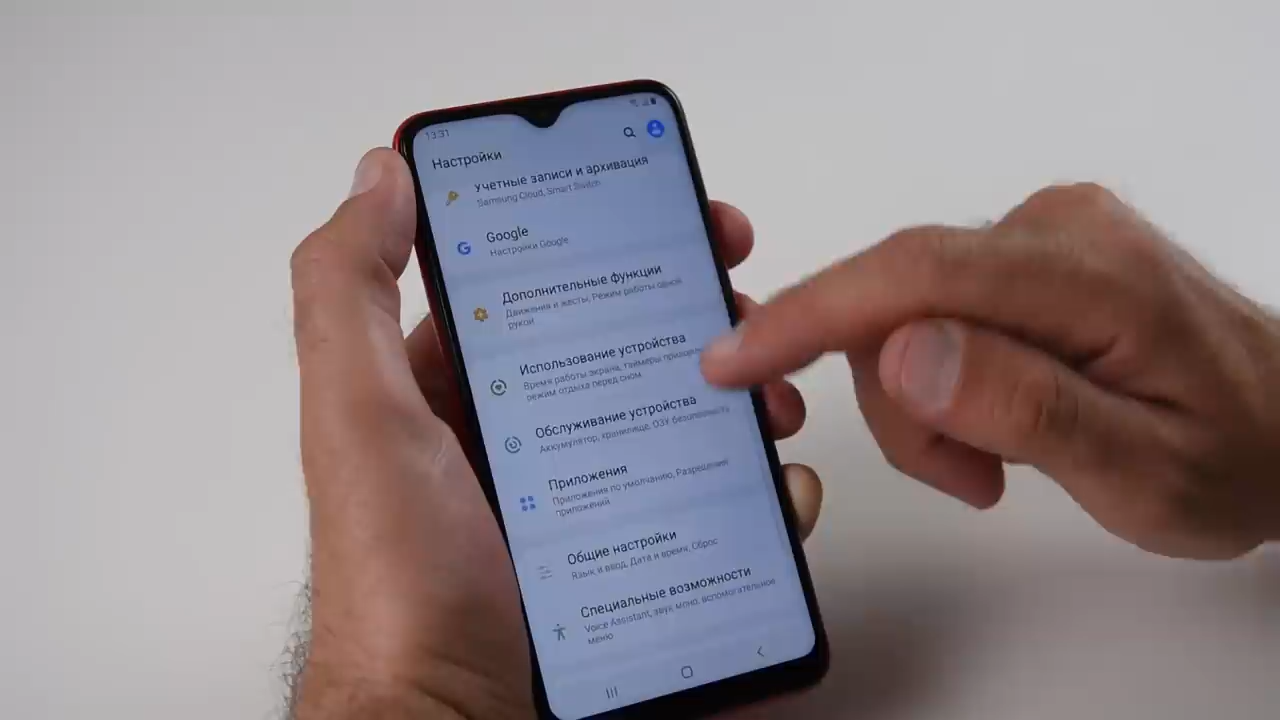 13:31
Настройки
Учетные записи и архивация
Samsung Cloud, Smart Switch
Google
Настройки Google
Дополнительные функции
Движения и жесты, Режим работы одной
рукой
Использование устройства
Время работы экрана, таймеры
режим отдыха перед сном
Обслуживание устройства
Аккумулятор, хранилище, ОЗУ безопасность
Приложения
Приложения по умолчанию, Разрешения
приложений
Общие настройки
Язык и ввод, Дата и время, Сброс
Специальные возможности
Voice Assistant, звук моно, вспомогательное
меню